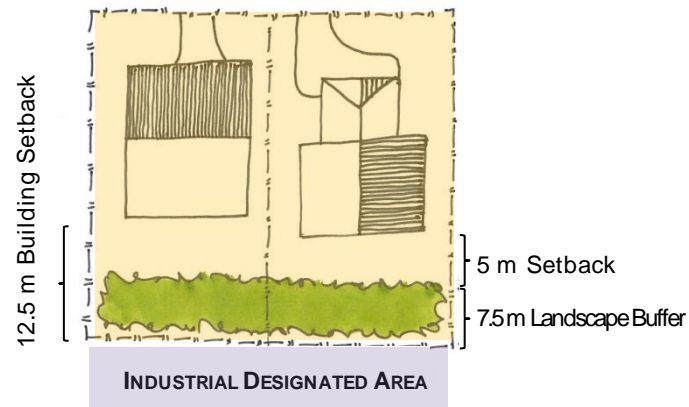 12.5 m Building Setback
5 m Setback
7.5 m Landscape Buffer
INDUSTRIAL DESIGNATED AREA